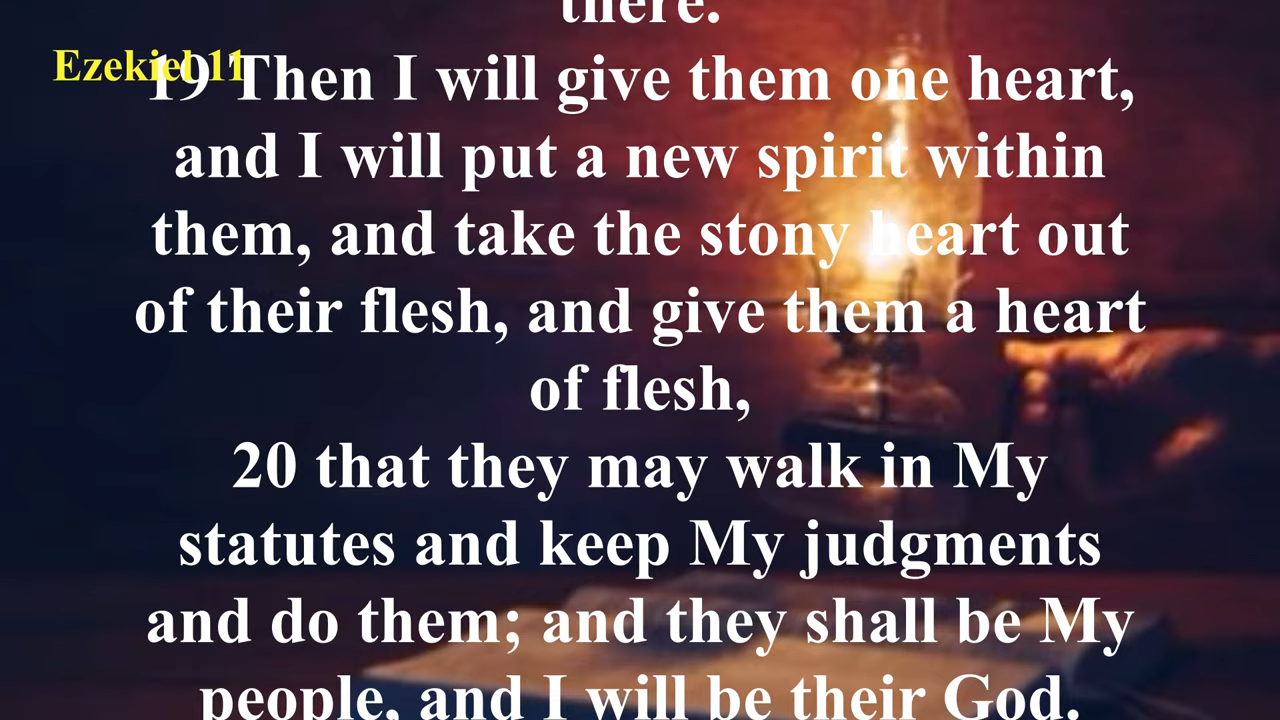 there.
Ezekiel 11
19 Then I will give them one heart,
and I will put a new spirit within
them, and take the stony heart out
of their flesh, and give them a heart
of flesh,
20 that they may walk in My
statutes and keep My judgments
and do them; and they shall be My
people, and I will be their God.